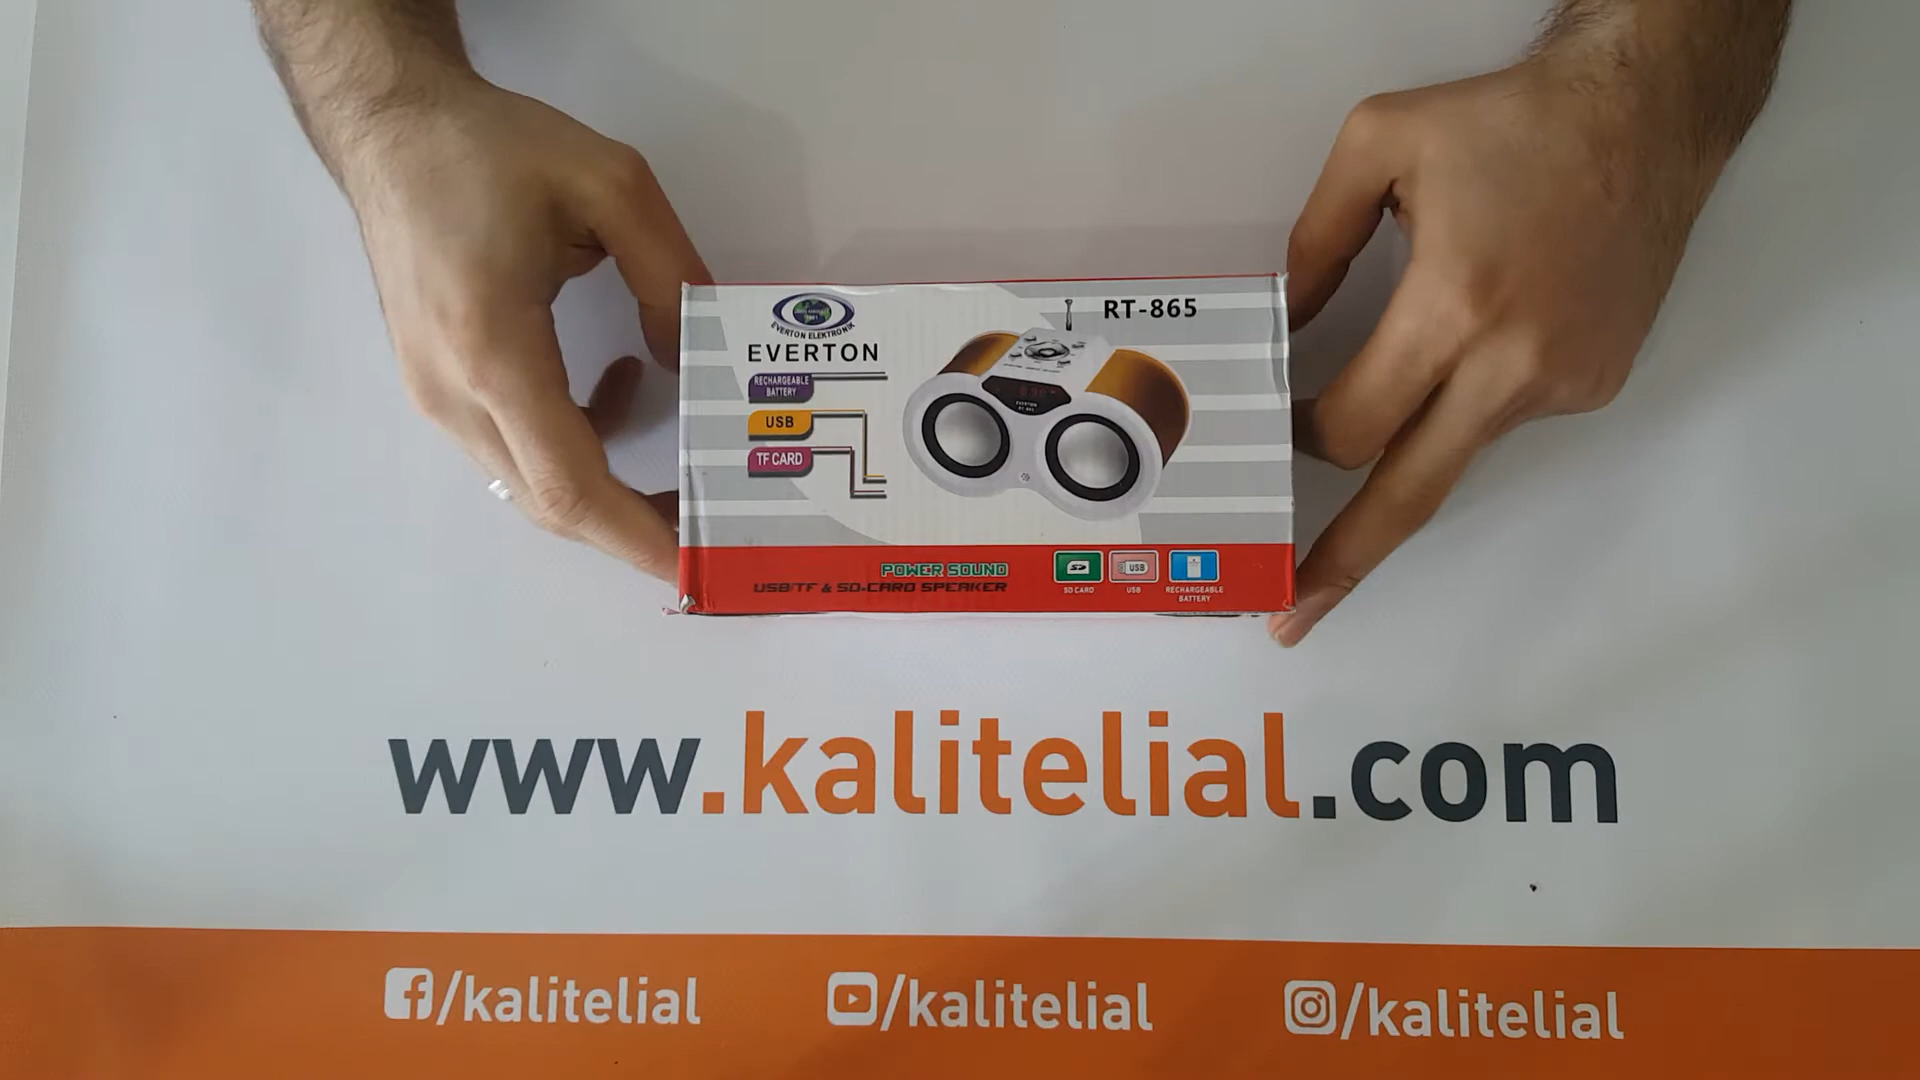 RT-865
EVERTON ELEKTRONIK
EVERTON
RECHARGEABLE
BATTERY
USB
TF CARD
POWER SOUND
USB/TF & SD-CARD SPEAKER
USB
SD CARD
USB
RECHARGEABLE
BATTERY
www.kalitelial.com
/kalitelial
/kalitelial
/kalitelial